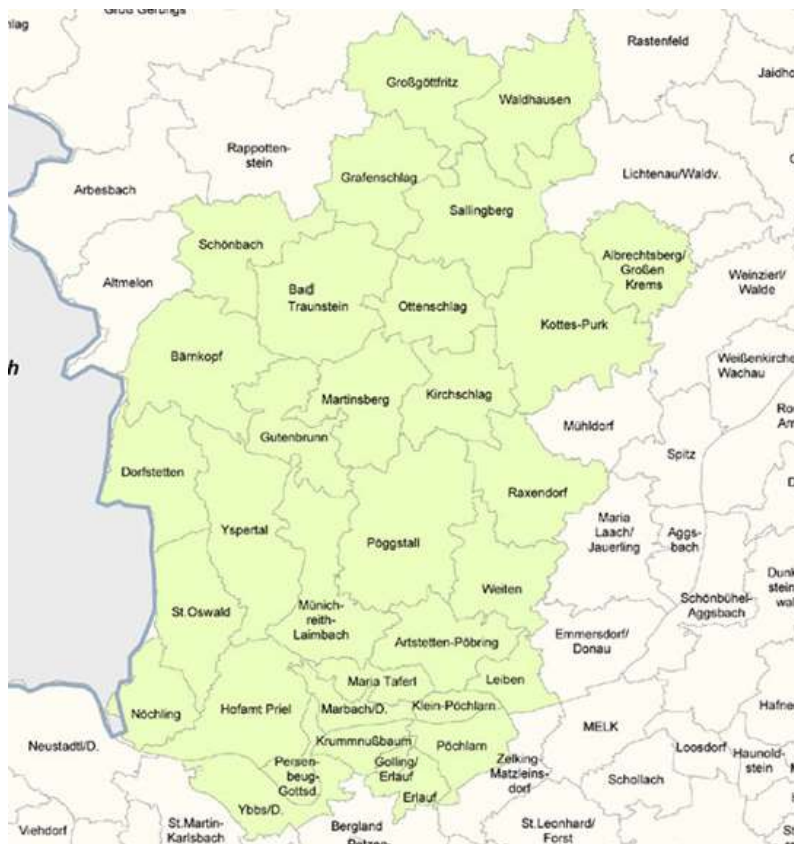 Groß Gerungs
Rastenfeld
Großgöttfritz
Waldhausen
Rappotten-
stein
Lichtenau/Waldv.
Arbesbach
Grafenschlag
Sallingberg
Schönbach
Altmelon
Bad
Traunstein
Ottenschlag
Albrechtsberg/
Großen
Krems
Weinzierl/
Walde
Kottes-Purk
Bärnkopf
h
Martinsberg
Kirchschlag
Weißenkirche
Wachau
Gutenbrunn
Mühldorf
Spitz
Dorfstetten
Raxendorf
Yspertal
Pöggstall
Maria
Laach/
Jauerling
Aggs-
bach
Weiten
Schönbühel-
Aggsbach
St.Oswald
Münich-
reith-
Laimbach
Artstetten-Pöbring
Emmersdorf/
Donau
Maria Taferl
Leiben
Nöchling
Hofamt Priel
Marbach/D.
Klein-Pöchlarn
MELK
Neustadtl/D.
Krummnußbaum
Pöchlarn
Loosdorf
Haunold-
stein
Persen-
beug-
Gottsd.
Golling/
Erlauf
Zelking-
Matzleins-
dorf
Schollach
Ybbs/D.
Erlauf
Viehdorf
St.Martin-
Karlsbach
Bergland
St.Leonhard/
Forst